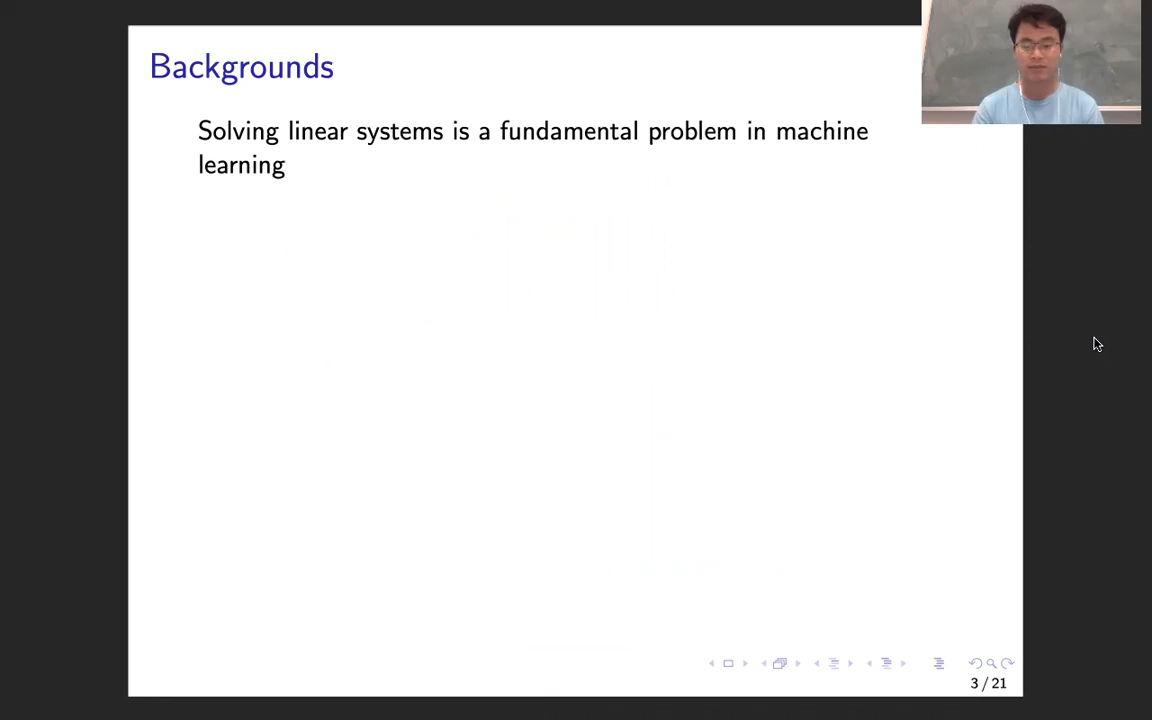 Backgrounds
Solving linear systems is a fundamental problem in machine
learning
3 / 21